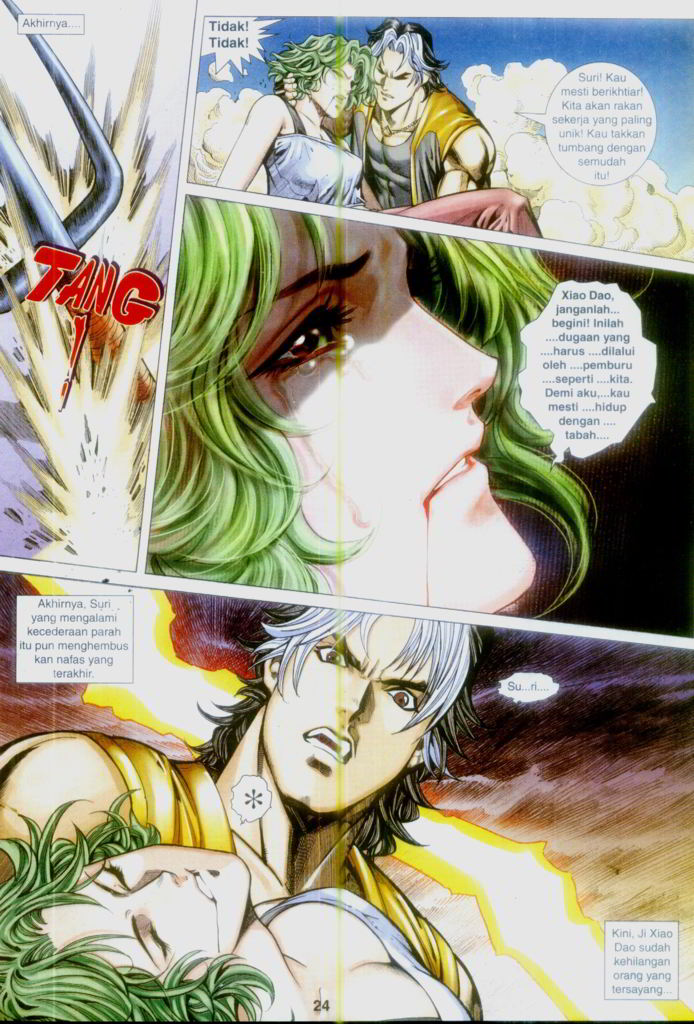 Akhirnya....
TANG
!
Tidak!
Tidak!
Suri! Kau
mesti berikhtiar!
Kita akan rakan
sekerja yang paling
unik! Kau takkan
tumbang dengan
semudah
itu!
Xiao Dao,
janganlah...
begini! Inilah
....dugaan yang
....harus ....dilalui
oleh ....pemburu
....seperti ....kita.
Demi aku,...kau
mesti ....hidup
dengan ....
tabah....
Akhirnya, Suri
yang mengalami
kecederaan parah
itu pun menghembus
kan nafas yang
terakhir.
Su...ri....
*
Kini, Ji Xiao
Dao sudah
kehilangan
orang yang
tersayang...
24